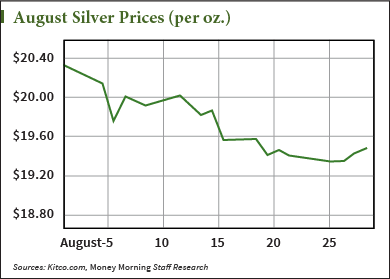 August Silver Prices (per oz.)
$20.40
$20.00
$19.60
$19.20
$18.80
August-5 10 15 20 25
Sources: Kitco.com, Money Morning Staff Research